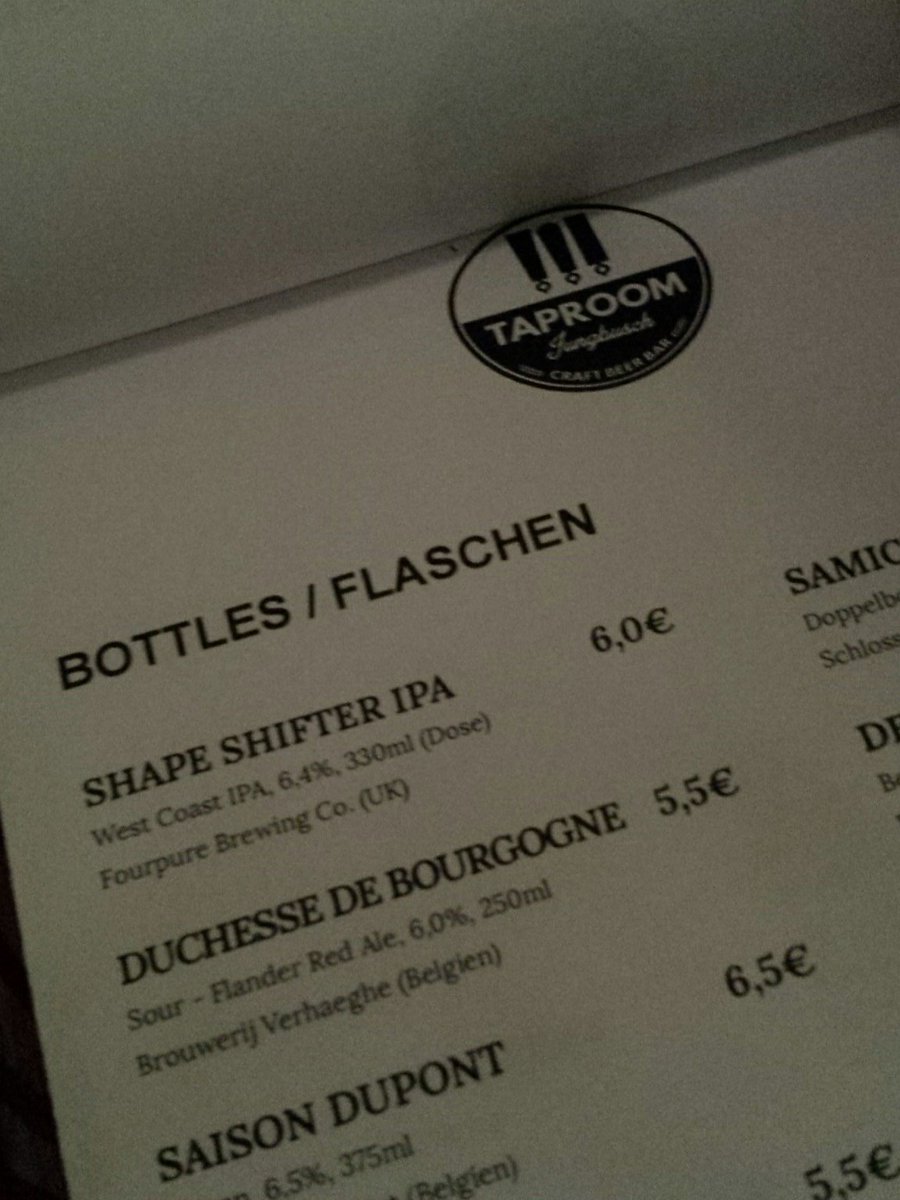 TAPROOM
Jungbusch
CRAFT BEER BAR
BOTTLES / FLASCHEN
SHAPE SHIFTER IPA 6,0€
West Coast IPA, 6,4%, 330ml (Dose)
Fourpure Brewing Co. (UK)
DUCHESSE DE BOURGOGNE 5,5€
Sour - Flander Red Ale, 6,0%, 250ml
Brouwerij Verhaeghe (Belgien)
SAISON DUPONT 6,5€
6,5%, 375ml
(Belgien)
5,5€